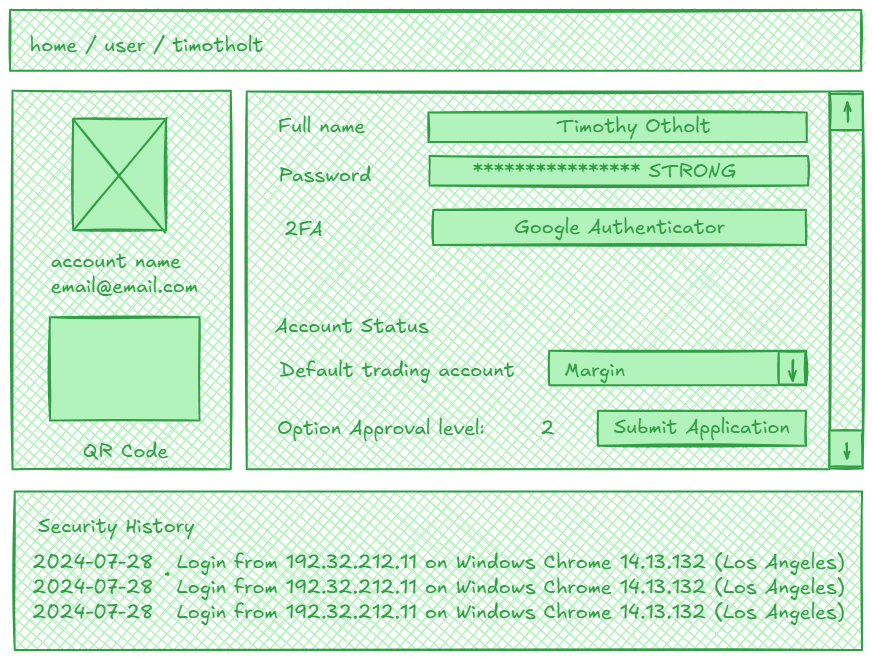 home / user / timotholt
account name
email@email.com
QR Code
Full name Timothy Otholt
Password *************** STRONG
2FA Google Authenticator
Account Status
Default trading account Margin ↓
Option Approval level: 2 Submit Application
↑
↓
Security History
2024-07-28 . Login from 192.32.212.11 on Windows Chrome 14.13.132 (Los Angeles)
2024-07-28 Login from 192.32.212.11 on Windows Chrome 14.13.132 (Los Angeles)
2024-07-28 Login from 192.32.212.11 on Windows Chrome 14.13.132 (Los Angeles)